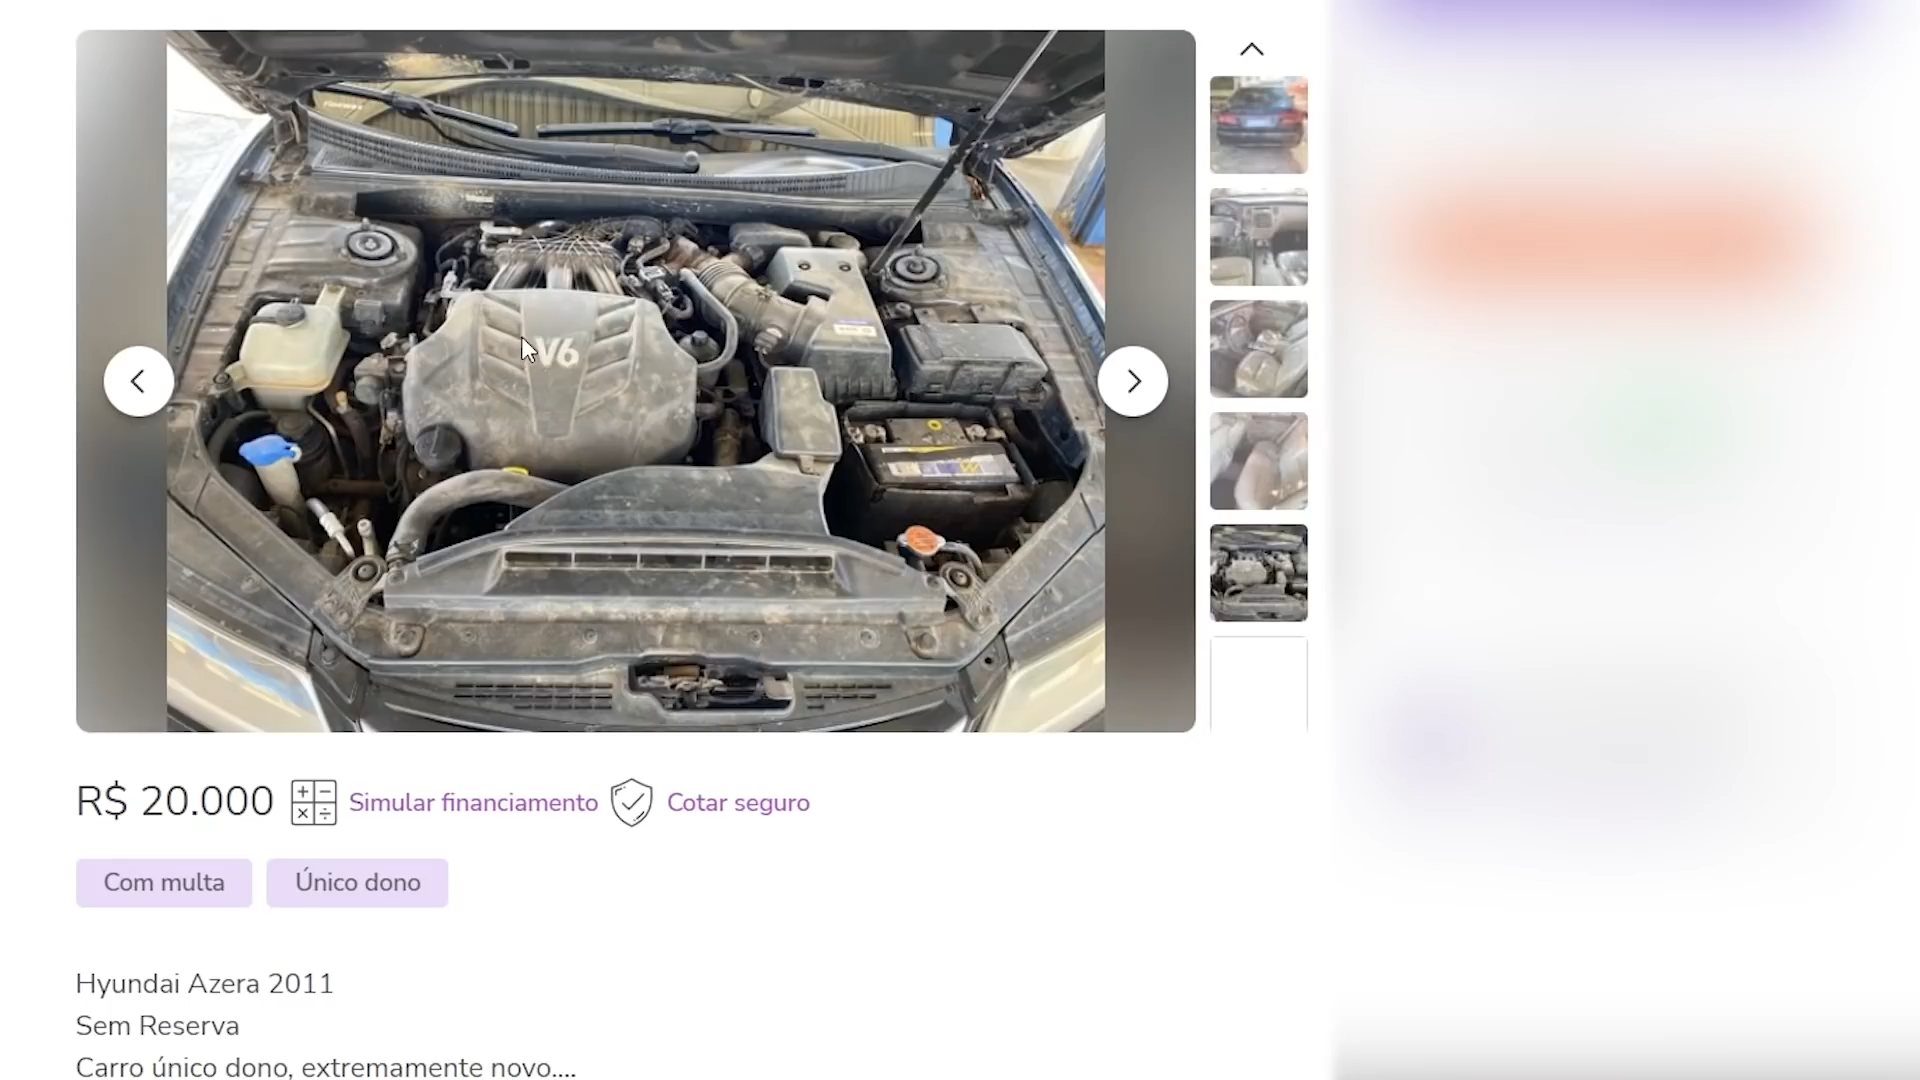 V6
R$ 20.000
Simular financiamento
Cotar seguro
Com multa
Único dono
Hyundai Azera 2011
Sem Reserva
Carro único dono, extremamente novo....